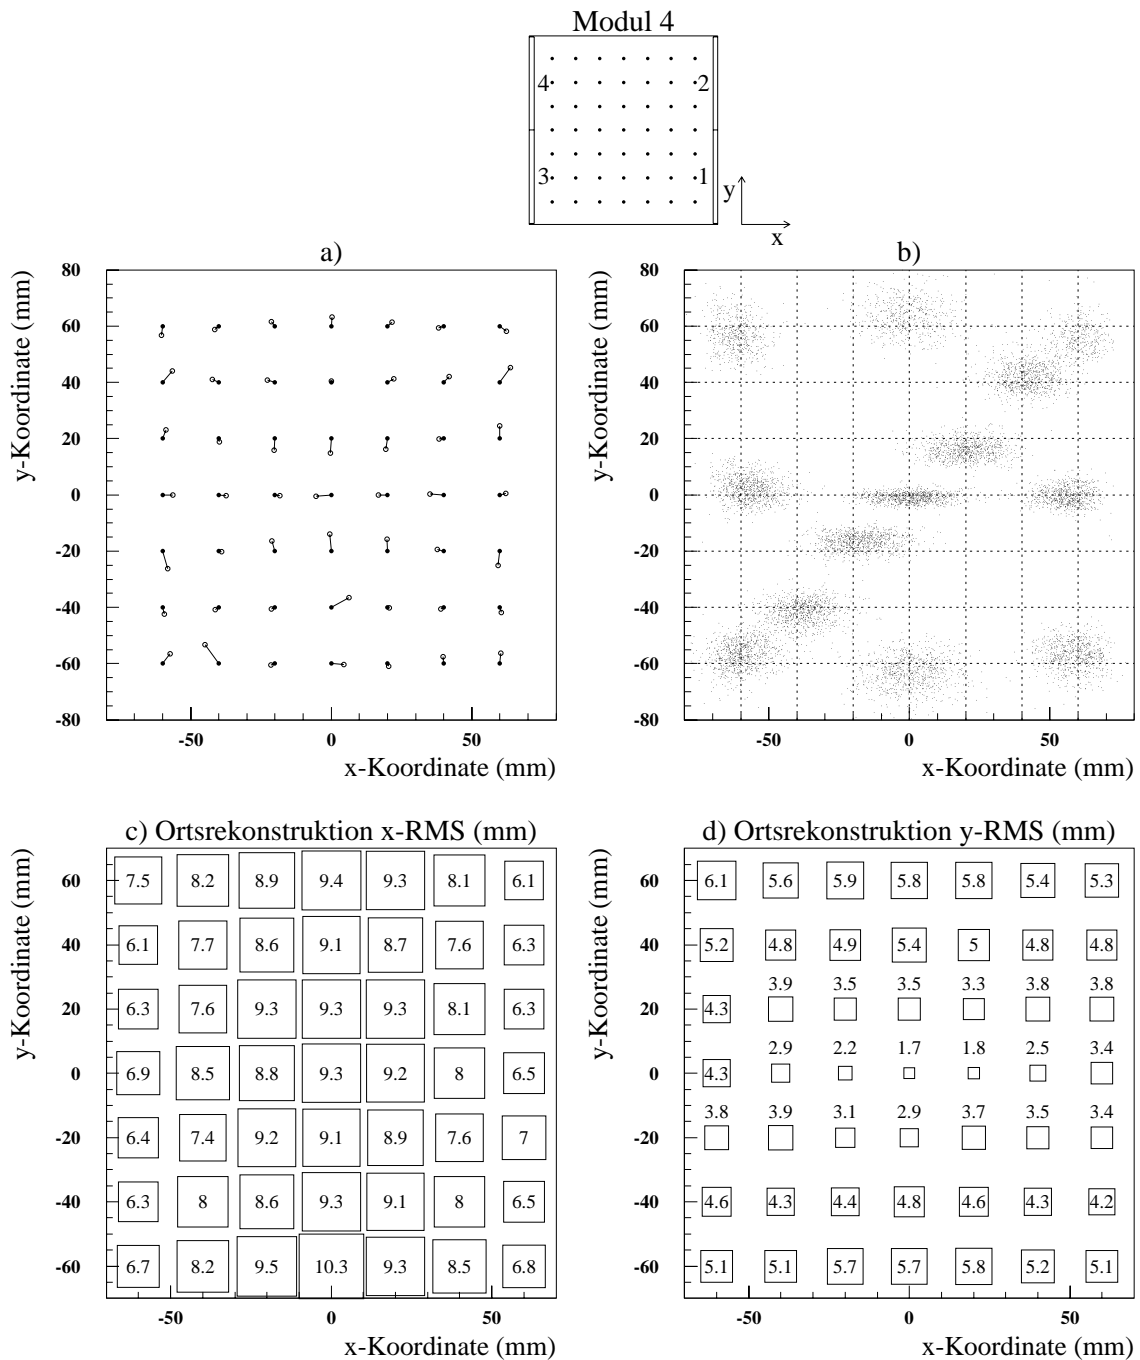 Modul 4
4 2
3 1
y
x
a) b)
y-Koordinate (mm) y-Koordinate (mm)
80 80
60 60
40 40
20 20
0 0
-20 -20
-40 -40
-60 -60
-80 -80
-50 0 50 -50 0 50
x-Koordinate (mm) x-Koordinate (mm)
c) Ortsrekonstruktion x-RMS (mm) d) Ortsrekonstruktion y-RMS (mm)
y-Koordinate (mm) y-Koordinate (mm)
60 7.5 8.2 8.9 9.4 9.3 8.1 6.1 60 6.1 5.6 5.9 5.8 5.8 5.4 5.3
40 6.1 7.7 8.6 9.1 8.7 7.6 6.3 40 5.2 4.8 4.9 5.4 5 4.8 4.8
3.9 3.5 3.5 3.3 3.8 3.8
20 6.3 7.6 9.3 9.3 9.3 8.1 6.3 20 4.3
2.9 2.2 1.7 1.8 2.5 3.4
0 6.9 8.5 8.8 9.3 9.2 8 6.5 0 4.3
3.8 3.9 3.1 2.9 3.7 3.5 3.4
-20 6.4 7.4 9.2 9.1 8.9 7.6 7 -20
-40 6.3 8 8.6 9.3 9.1 8 6.5 -40 4.6 4.3 4.4 4.8 4.6 4.3 4.2
-60 6.7 8.2 9.5 10.3 9.3 8.5 6.8 -60 5.1 5.1 5.7 5.7 5.8 5.2 5.1
-50 0 50 -50 0 50
x-Koordinate (mm) x-Koordinate (mm)